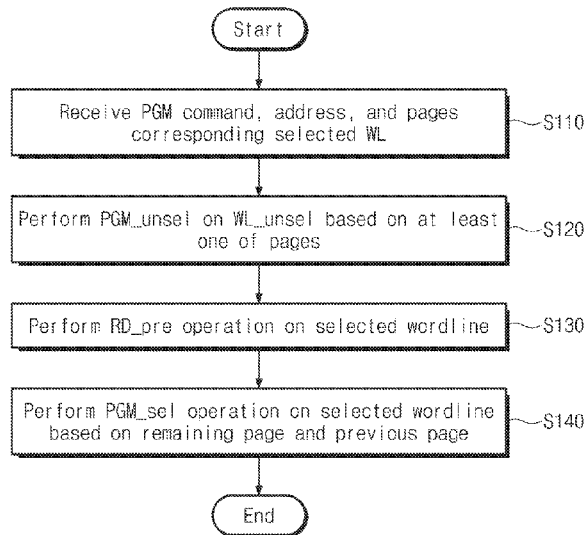 Start
Receive PGM command, address, and pages
corresponding selected WL
S110
Perform PGM_unsel on WL_unsel based on at least
one of pages
S120
Perform RD_pre operation on selected wordline
S130
Perform PGM_sel operation on selected wordline
based on remaining page and previous page
S140
End